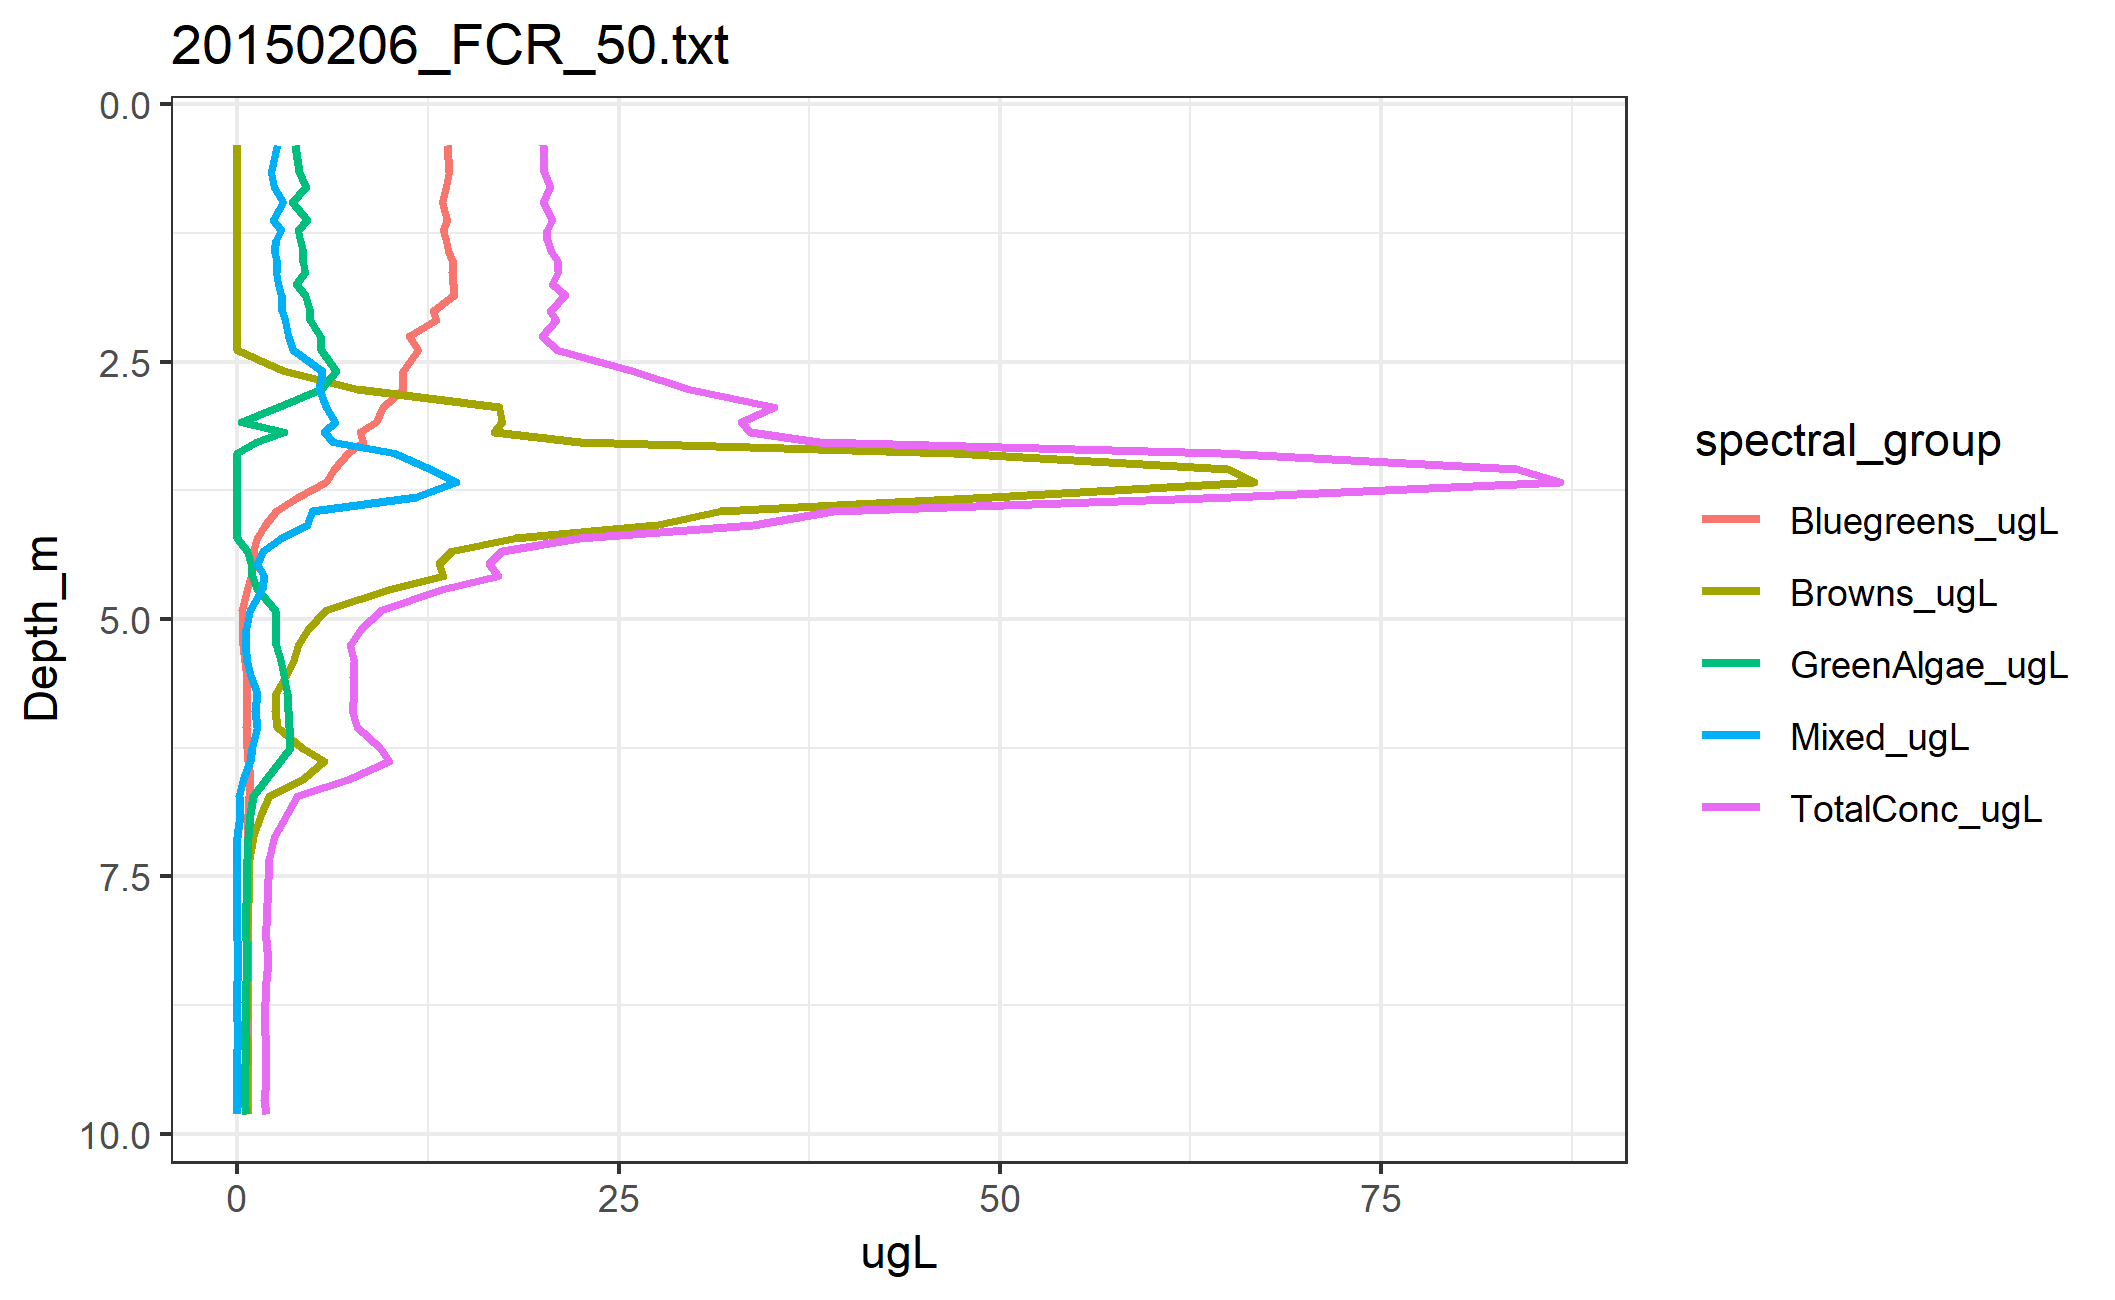 20150206_FCR_50.txt
0.0
2.5
5.0
7.5
10.0
Depth_m
0 25 50 75
ugL
spectral_group
Bluegreens_ugL
Browns_ugL
GreenAlgae_ugL
Mixed_ugL
TotalConc_ugL